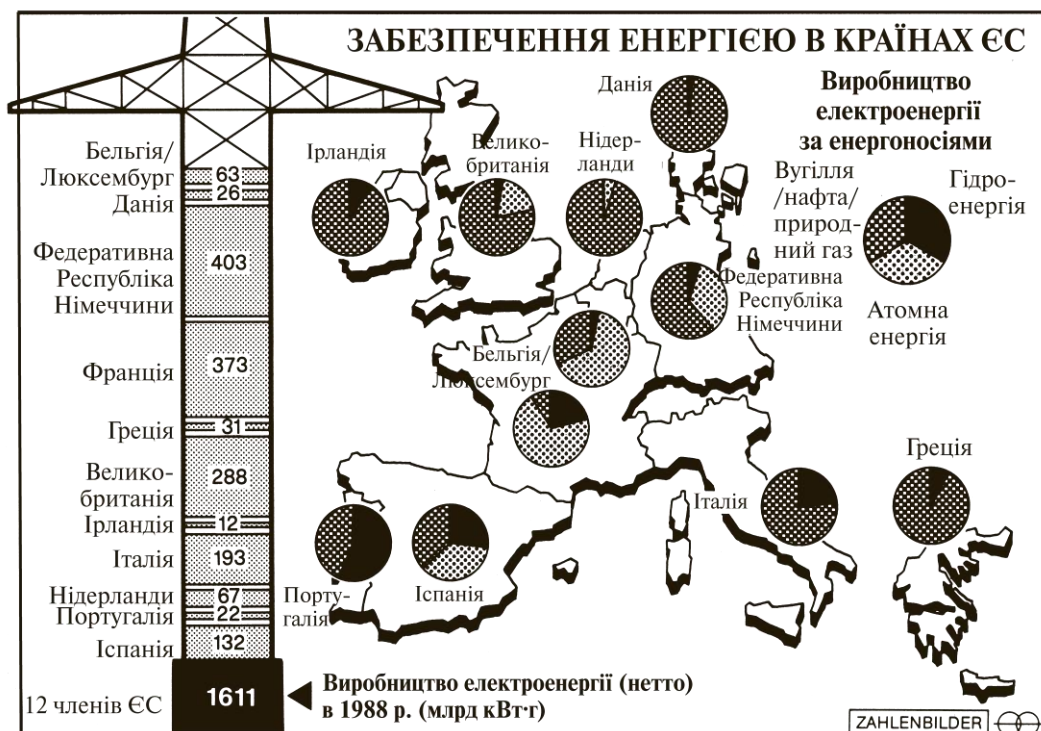 ЗАБЕЗПЕЧЕННЯ ЕНЕРГІЄЮ В КРАЇНАХ ЄС
Виробництво
електроенергії
за енергоносіями
Вугілля
/нафта/
природ-
ний газ
Гідро-
енергія
Атомна
енергія
Данія
Ірландія
Велико-
британія
Нідер-
ланди
Федеративна
Республіка
Німеччини
Бельгія/
Люксембург
Італія
Греція
Порту-
галія
Іспанія
Бельгія/
Люксембург
63
Данія
26
Федеративна
Республіка
Німеччини
403
Франція
373
Греція
31
Велико-
британія
288
Ірландія
12
Італія
193
Нідерланди
67
Португалія
22
Іспанія
132
12 членів ЄС
1611
Виробництво електроенергії (нетто)
в 1988 р. (млрд кВт·г)
ZAHLENBILDER